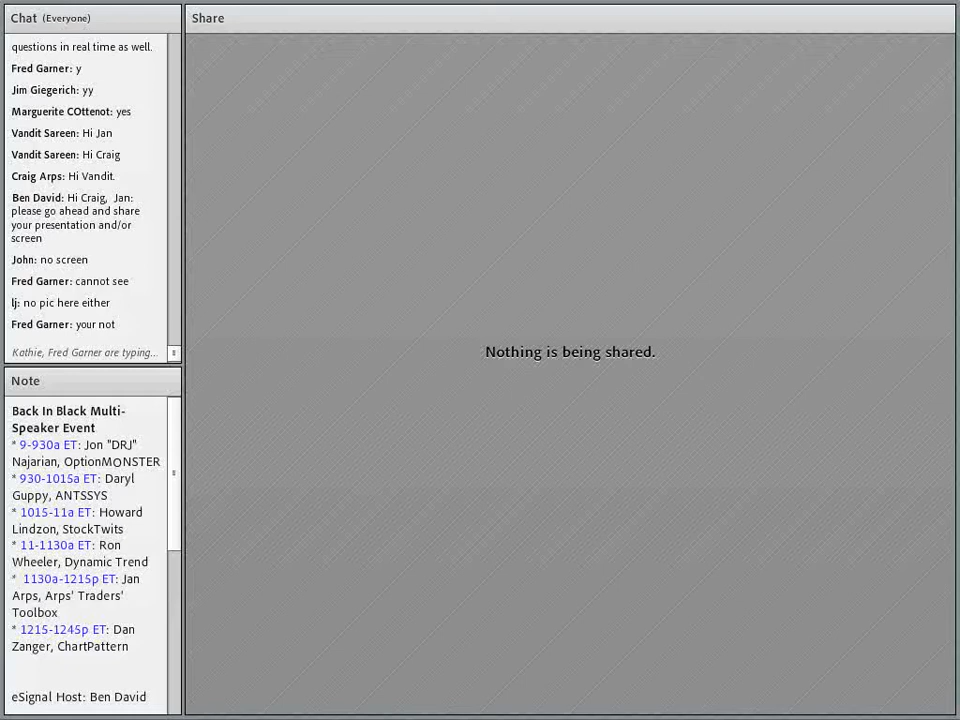 Chat (Everyone)
questions in real time as well.
Fred Garner: y
Jim Giegerich: yy
Marguerite COttenot: yes
Vandit Sareen: Hi Jan
Vandit Sareen: Hi Craig
Craig Arps: Hi Vandit.
Ben David: Hi Craig, Jan:
please go ahead and share
your presentation and/or
screen
John: no screen
Fred Garner: cannot see
lj: no pic here either
Fred Garner: your not
Kathie, Fred Garner are typing...
Note
Back In Black Multi-
Speaker Event
* 9-930a ET: Jon "DRJ"
Najarian, OptionMONSTER
* 930-1015a ET: Daryl
Guppy, ANTSSYS
* 1015-11a ET: Howard
Lindzon, StockTwits
* 11-1130a ET: Ron
Wheeler, Dynamic Trend
* 1130a-1215p ET: Jan
Arps, Arps' Traders'
Toolbox
* 1215-1245p ET: Dan
Zanger, ChartPattern
eSignal Host: Ben David
Share
Nothing is being shared.